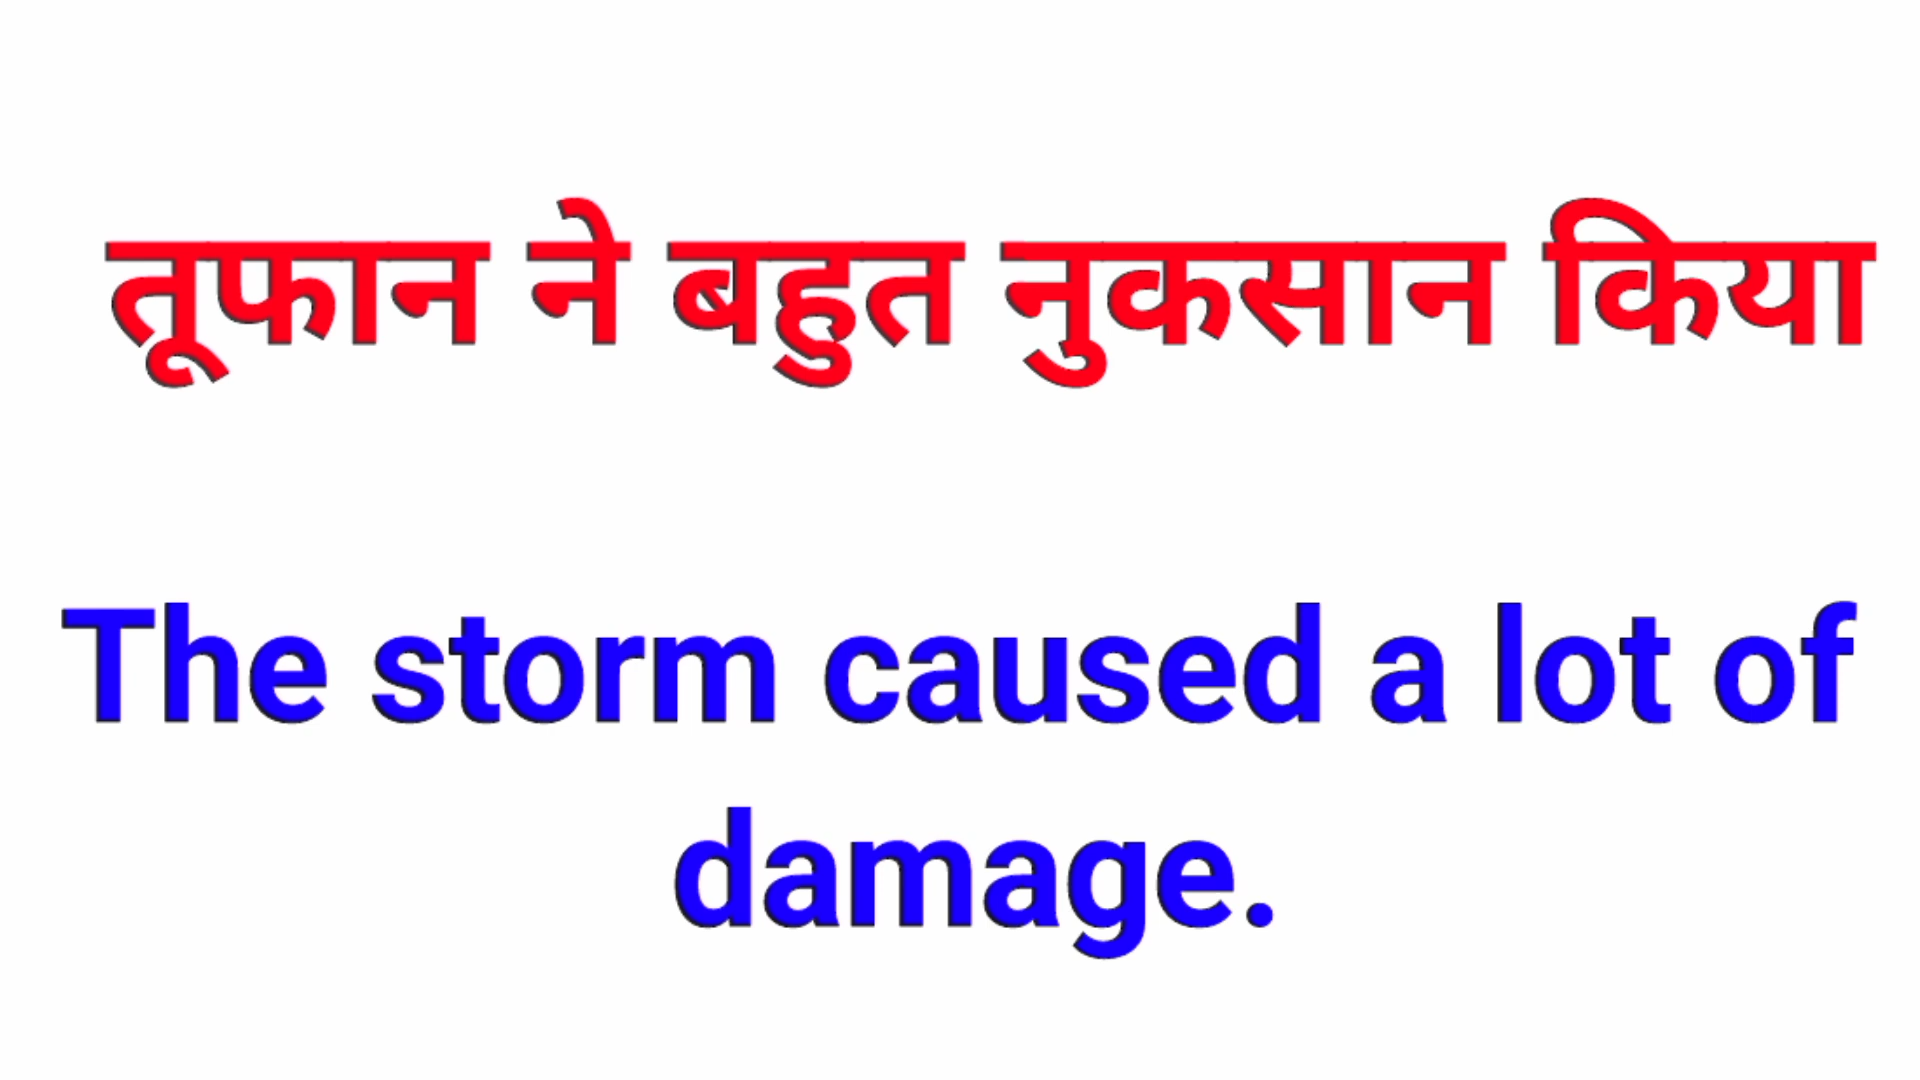 तूफान ने बहुत नुकसान किया
The storm caused a lot of
damage.